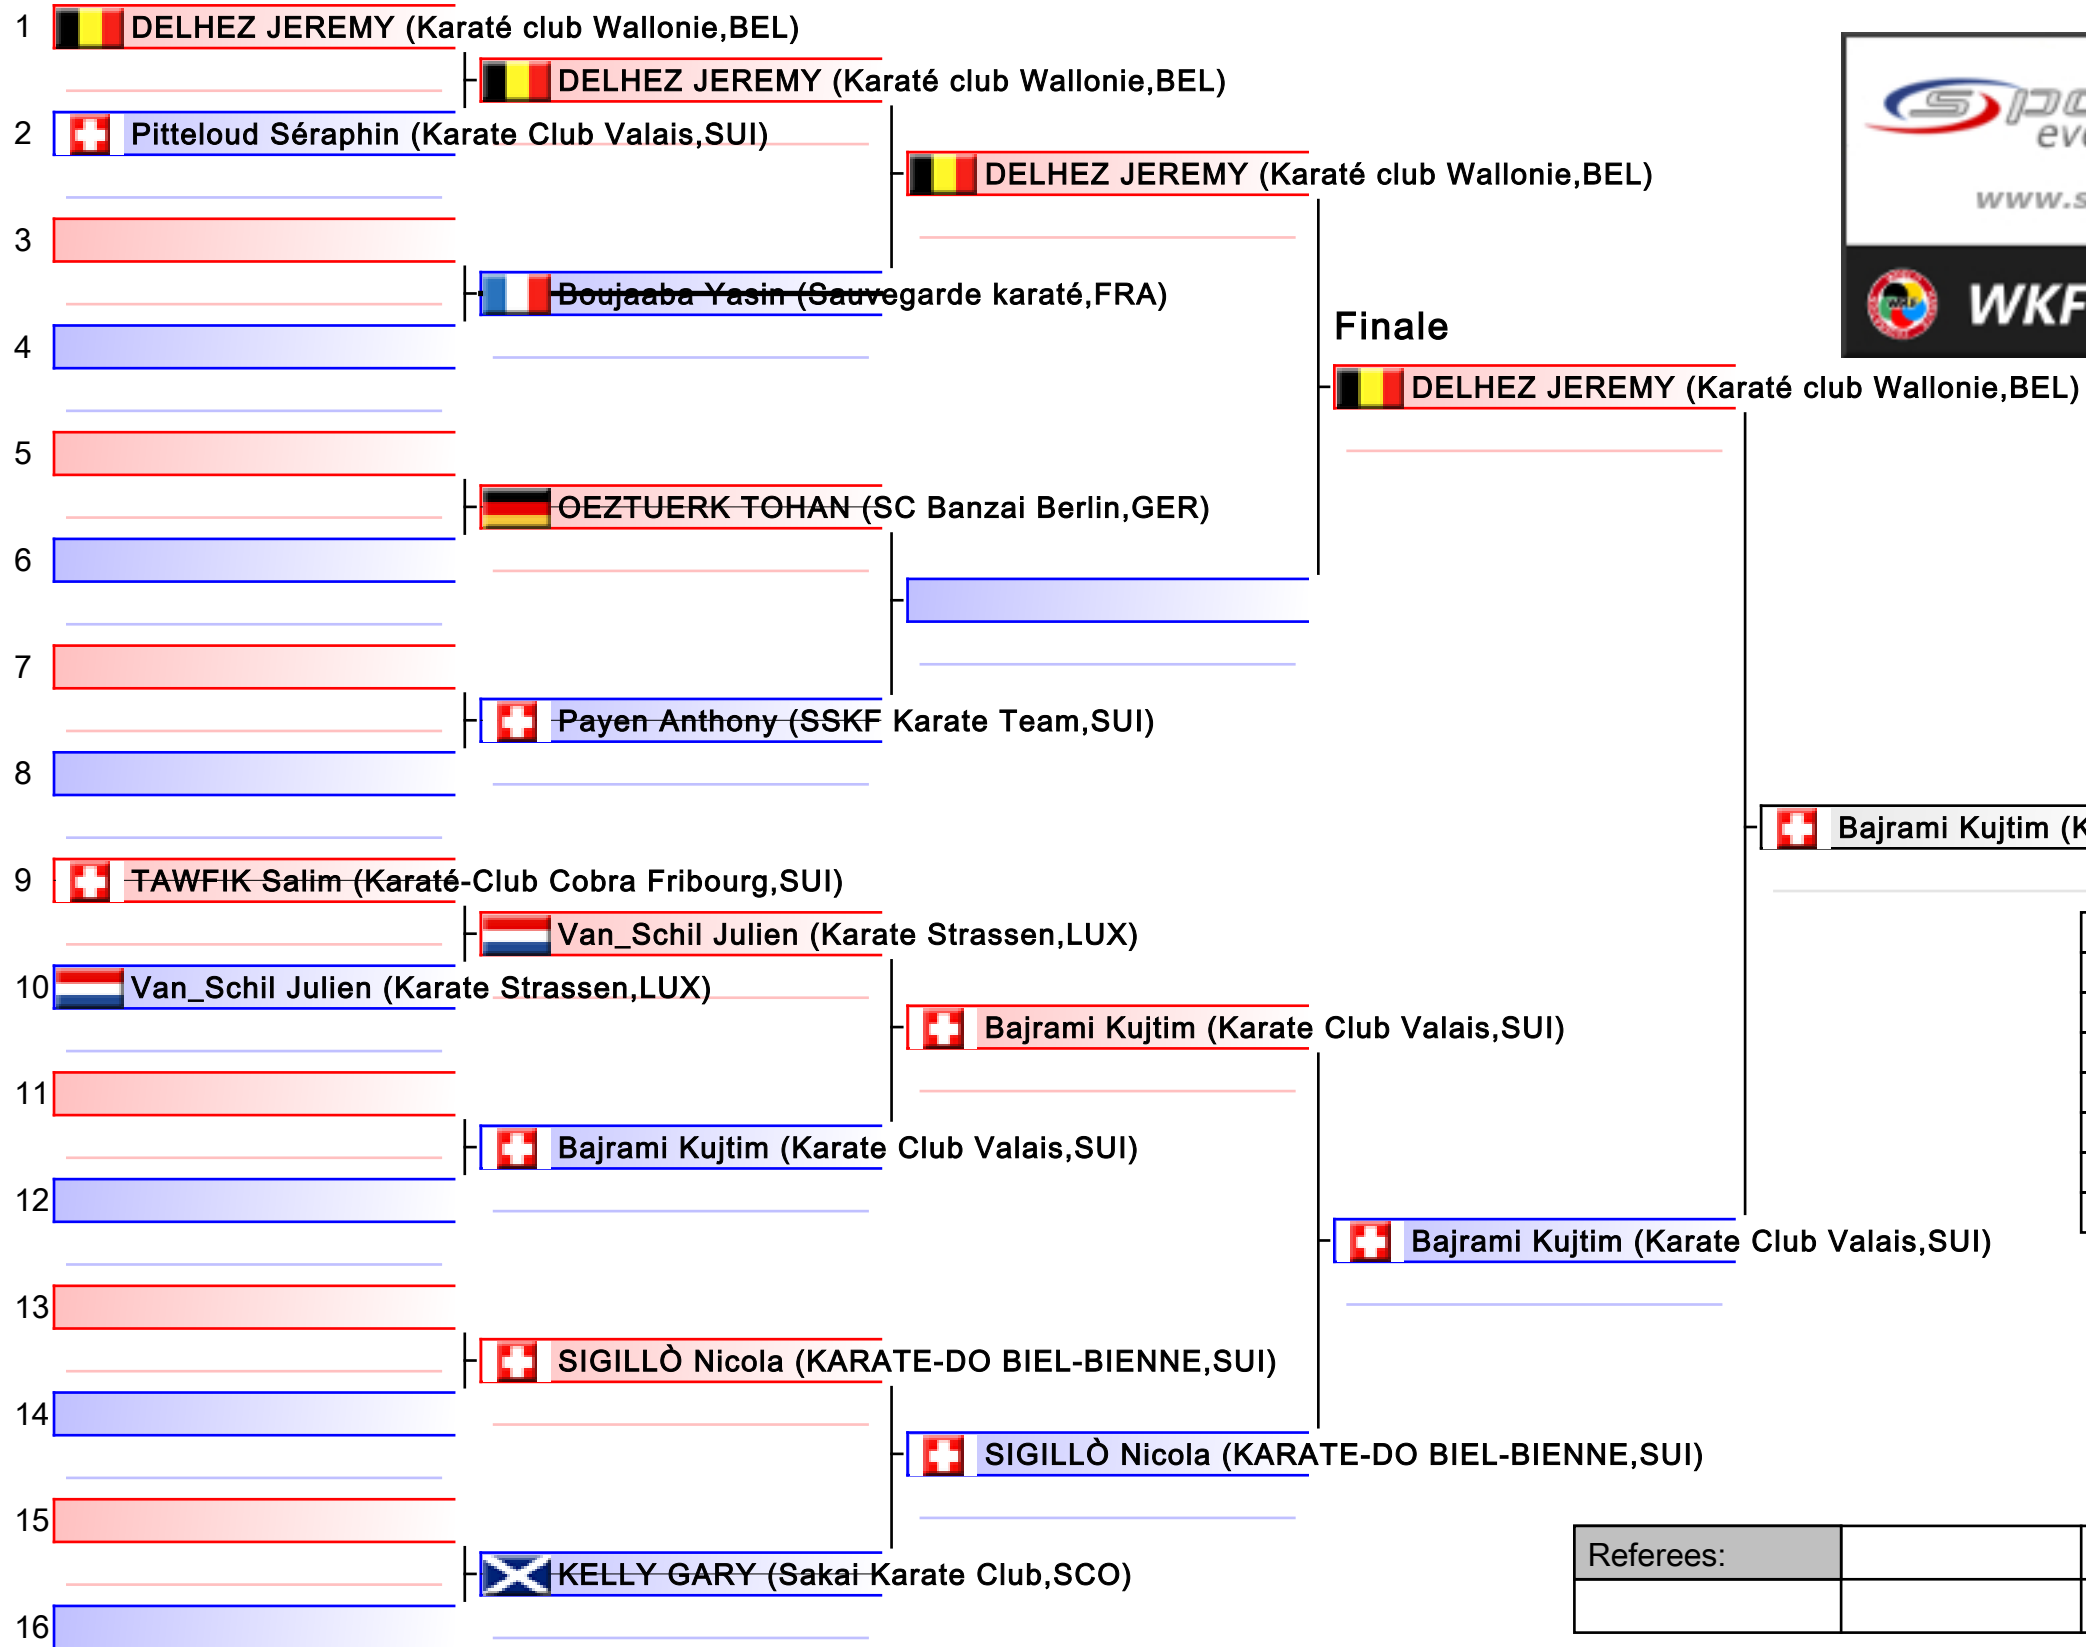 1 DELHEZ JEREMY (Karaté club Wallonie,BEL)
DELHEZ JEREMY (Karaté club Wallonie,BEL)
2 Pitteloud Séraphin (Karate Club Valais,SUI)
DELHEZ JEREMY (Karaté club Wallonie,BEL)
www.s
3
Boujaaba Yasin (Sauvegarde karaté,FRA)
WKF
Finale
4
DELHEZ JEREMY (Karaté club Wallonie,BEL)
5
OEZTUERK TOHAN (SC Banzai Berlin,GER)
6
7
Payen Anthony (SSKF Karate Team,SUI)
8
Bajrami Kujtim (K
9 TAWFIK Salim (Karaté-Club Cobra Fribourg,SUI)
Van_Schil Julien (Karate Strassen,LUX)
10 Van_Schil Julien (Karate Strassen,LUX)
Bajrami Kujtim (Karate Club Valais,SUI)
11
Bajrami Kujtim (Karate Club Valais,SUI)
12
Bajrami Kujtim (Karate Club Valais,SUI)
13
SIGILLÒ Nicola (KARATE-DO BIEL-BIENNE,SUI)
14
SIGILLÒ Nicola (KARATE-DO BIEL-BIENNE,SUI)
15
Referees:
KELLY GARY (Sakai Karate Club,SCO)
16